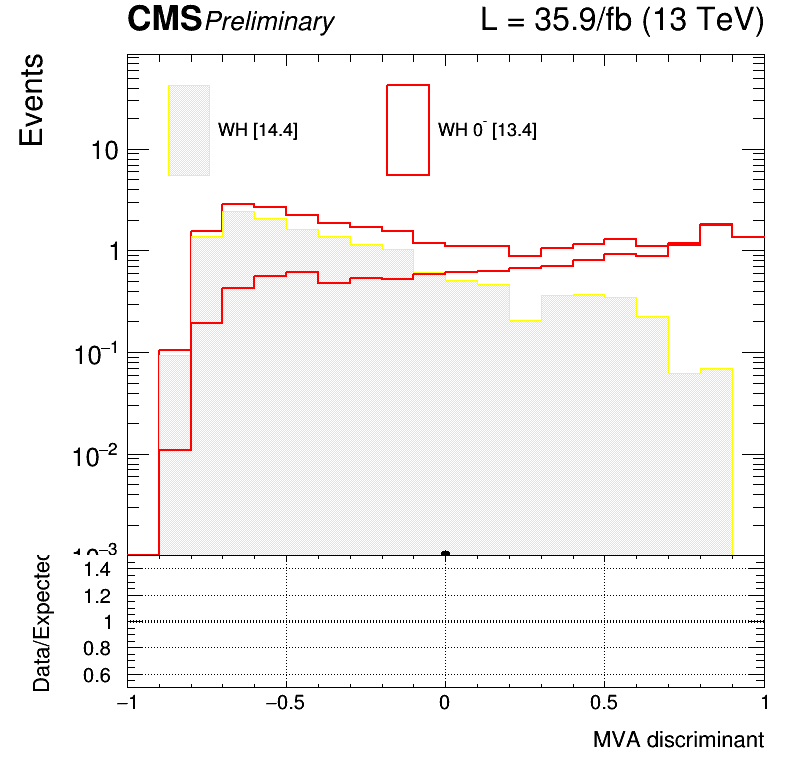 CMS Preliminary L = 35.9/fb (13 TeV)
Events
WH [14.4] WH 0⁻ [13.4]
10
1
10⁻¹
10⁻²
Data/Expected
1.4
1.2
1
0.8
0.6
−1 −0.5 0 0.5 1
MVA discriminant